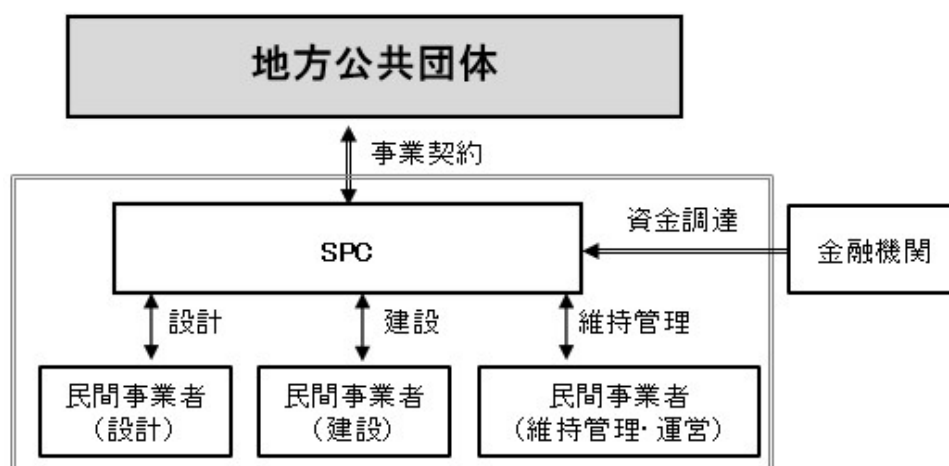 地方公共団体
事業契約
資金調達
SPC
金融機関
設計
建設
維持管理
民間事業者
（設計）
民間事業者
（建設）
民間事業者
（維持管理・運営）